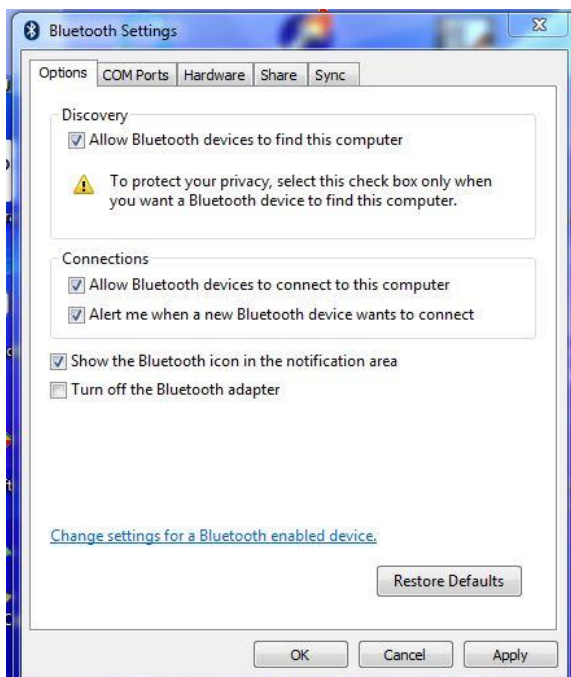 Bluetooth Settings
Options COM Ports Hardware Share Sync
Discovery
Allow Bluetooth devices to find this computer
To protect your privacy, select this check box only when
you want a Bluetooth device to find this computer.
Connections
Allow Bluetooth devices to connect to this computer
Alert me when a new Bluetooth device wants to connect
Show the Bluetooth icon in the notification area
Turn off the Bluetooth adapter
Change settings for a Bluetooth enabled device.
Restore Defaults
OK Cancel Apply